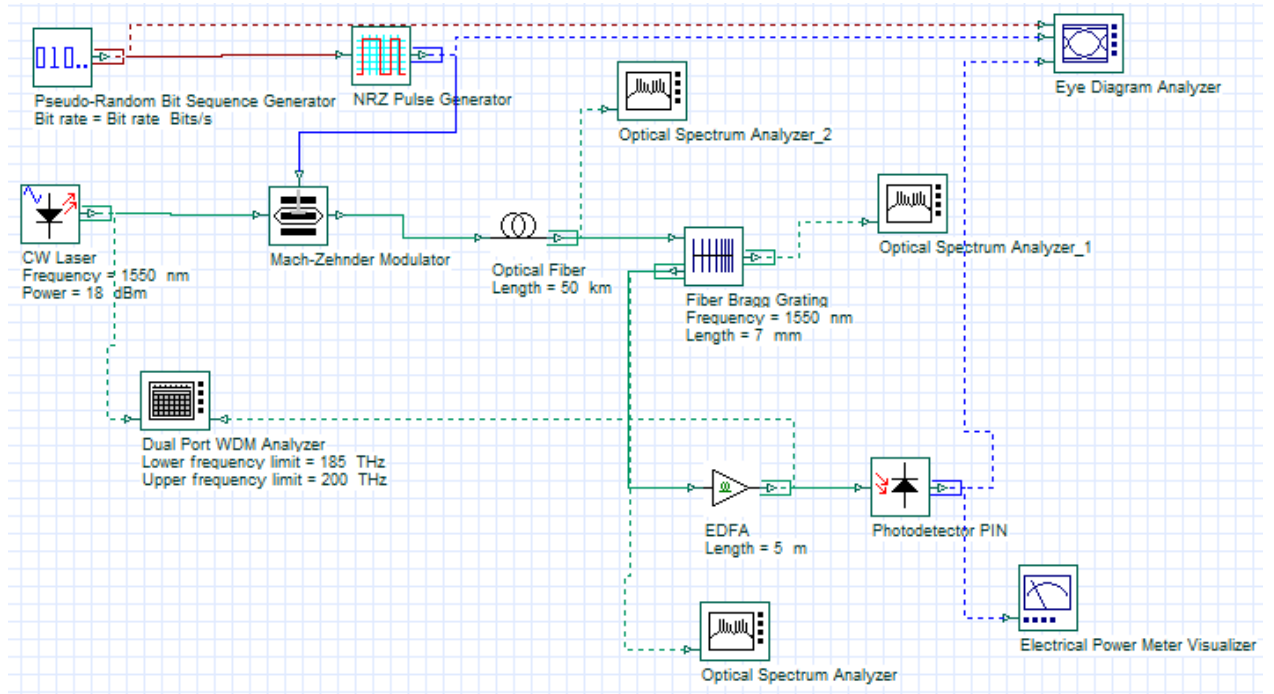 010..
Pseudo-Random Bit Sequence Generator
Bit rate = Bit rate Bits/s
NRZ Pulse Generator
Eye Diagram Analyzer
Optical Spectrum Analyzer_2
Optical Spectrum Analyzer_1
CW Laser
Frequency = 1550 nm
Power = 18 dBm
Mach-Zehnder Modulator
Optical Fiber
Length = 50 km
Fiber Bragg Grating
Frequency = 1550 nm
Length = 7 mm
Dual Port WDM Analyzer
Lower frequency limit = 185 THz
Upper frequency limit = 200 THz
EDFA
Length = 5 m
Photodetector PIN
Electrical Power Meter Visualizer
Optical Spectrum Analyzer